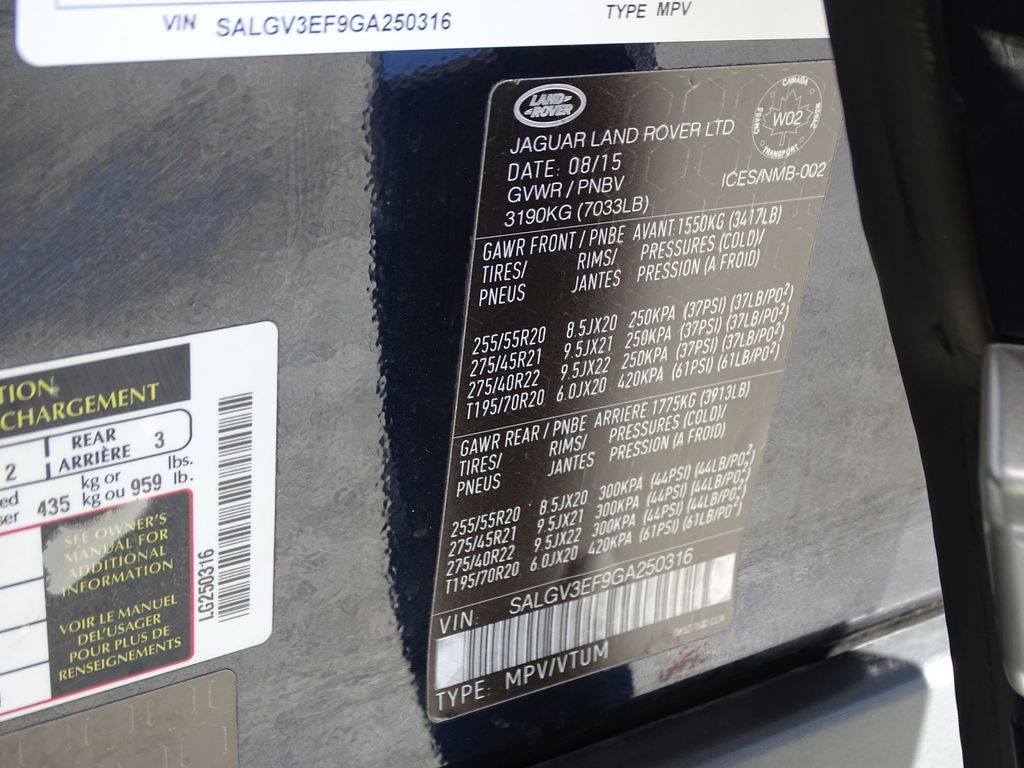 VIN SALGV3EF9GA250316
TYPE MPV
LAND-
-ROVER
JAGUAR LAND ROVER LTD
DATE: 08/15
GVWR / PNBV
3190KG (7033LB)
CANADA
TRANSPORT
W02
ICES/NMB-002
GAWR FRONT / PNBE AVANT 1550KG (3417LB)
TIRES/ RIMS/ PRESSURES (COLD)/
PNEUS JANTES PRESSION (A FROID)
255/55R20 8.5JX20 250KPA (37PSI) (37LB/PO²)
275/45R21 9.5JX21 250KPA (37PSI) (37LB/PO²)
275/40R22 9.5JX22 250KPA (37PSI) (37LB/PO²)
T195/70R20 6.0JX20 420KPA (61PSI) (61LB/PO²)
GAWR REAR / PNBE ARRIERE 1775KG (3913LB)
TIRES/ RIMS/ PRESSURES (COLD)/
PNEUS JANTES PRESSION (A FROID)
255/55R20 8.5JX20 300KPA (44PSI) (44LB/PO²)
275/45R21 9.5JX21 300KPA (44PSI) (44LB/PO²)
275/40R22 9.5JX22 300KPA (44PSI) (44LB/PO²)
T195/70R20 6.0JX20 420KPA (61PSI) (61LB/PO²)
VIN: SALGV3EF9GA250316
TYPE: MPV/VTUM
TION
CHARGEMENT
2 REAR 3
ARRIÈRE
435 kg or 959 lbs.
kg ou lb.
SEE OWNER'S
MANUAL FOR
ADDITIONAL
INFORMATION
VOIR LE MANUEL
DEL'USAGER
POUR PLUS DE
RENSEIGNEMENTS
LG250316